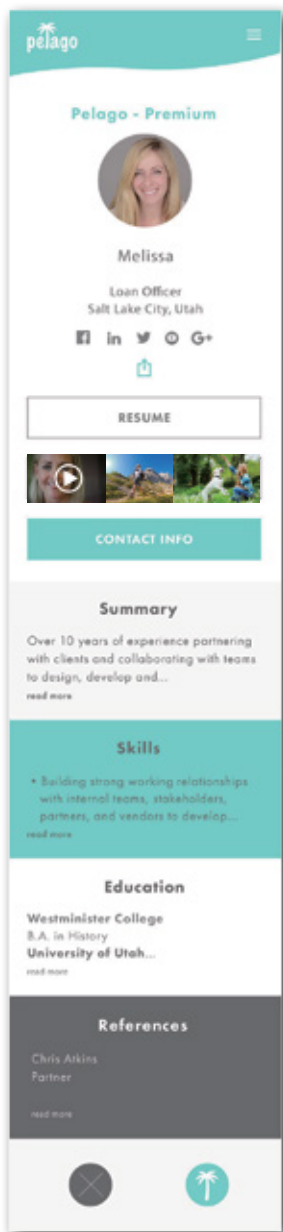 pelago
Pelago - Premium
Melissa
Loan Officer
Salt Lake City, Utah
in
G+
RESUME
CONTACT INFO
Summary
Over 10 years of experience partnering
with clients and collaborating with teams
to design, develop and...
read more
Skills
• Building strong working relationships
with internal teams, stakeholders,
partners, and vendors to develop...
read more
Education
Westminister College
B.A. in History
University of Utah...
read more
References
Chris Atkins
Partner
read more